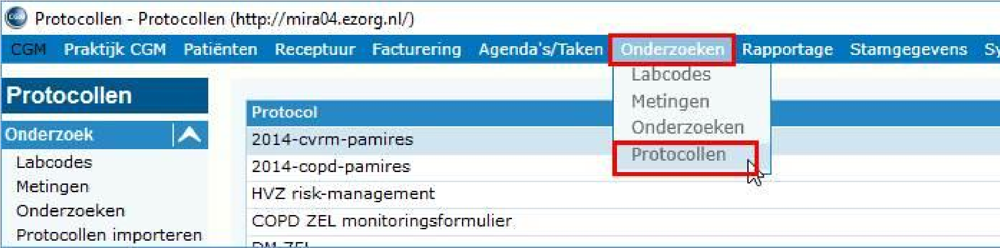 Protocollen - Protocollen (http://mira04.ezorg.nl/)
CGM Praktijk CGM Patiënten Receptuur Facturering Agenda's/Taken Onderzoeken Rapportage Stamgegevens Sy
Labcodes
Metingen
Onderzoeken
Protocollen
Protocollen
Onderzoek
Labcodes
Metingen
Onderzoeken
Protocollen importeren
Protocol
2014-cvrm-pamires
2014-copd-pamires
HVZ risk-management
COPD ZEL monitoringsformulier
DM ZEL